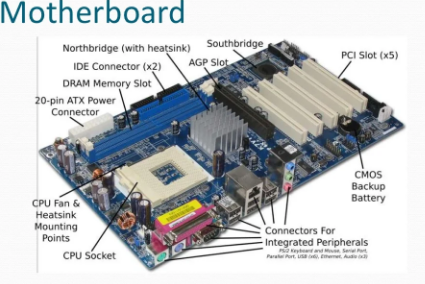 Motherboard
Northbridge (with heatsink)
Southbridge
IDE Connector (x2)
AGP Slot
PCI Slot (x5)
DRAM Memory Slot
20-pin ATX Power
Connector
CMOS
Backup
Battery
CPU Fan &
Heatsink
Mounting
Points
CPU Socket
Connectors For
Integrated Peripherals
PS/2 Keyboard and Mouse, Serial Port,
Parallel Port, USB (x6), Ethernet, Audio (x3)